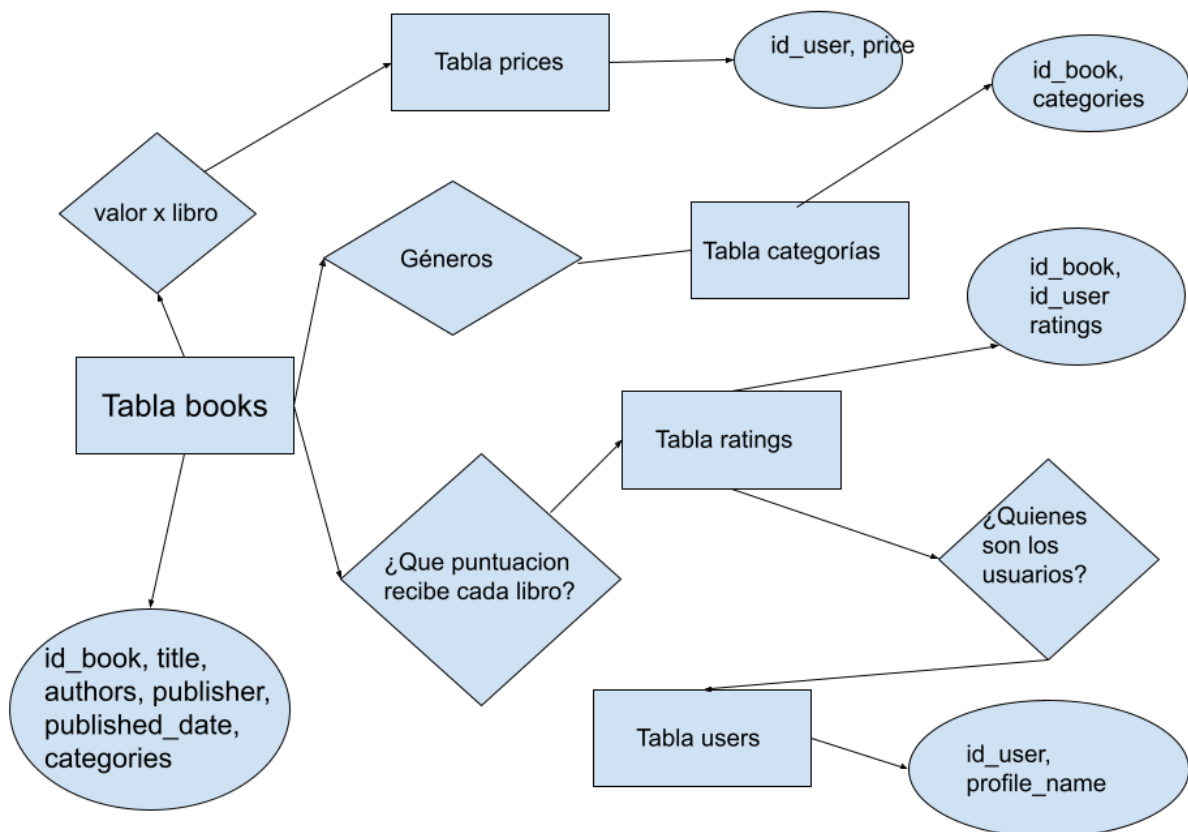 Tabla prices
id_user, price
id_book,
categories
valor x libro
Géneros
Tabla categorías
id_book,
id_user
ratings
Tabla books
Tabla ratings
¿Que puntuacion
recibe cada libro?
¿Quienes
son los
usuarios?
id_book, title,
authors, publisher,
published_date,
categories
Tabla users
id_user,
profile_name